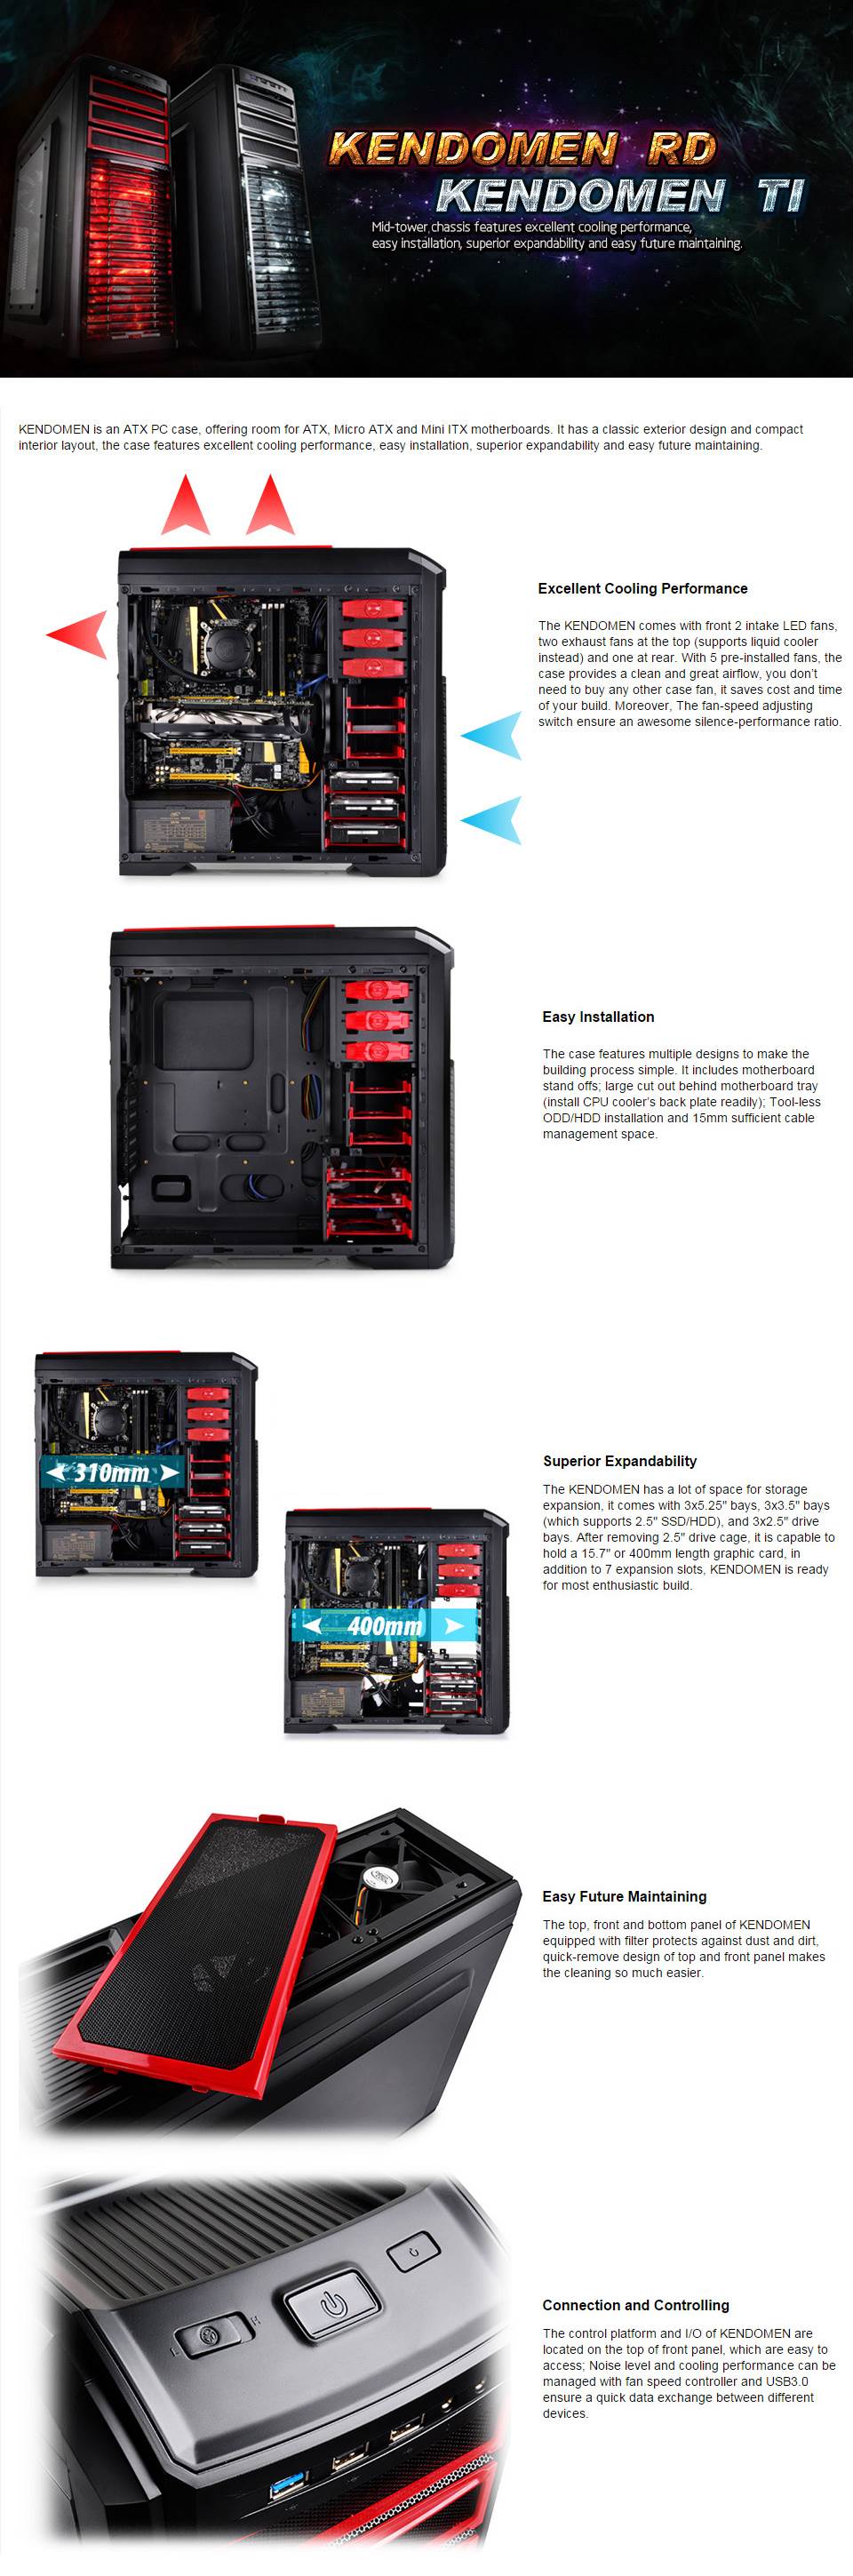 KENDOMEN RD
KENDOMEN TI
Mid-tower chassis features excellent cooling performance,
easy installation, superior expandability and easy future maintaining.
KENDOMEN is an ATX PC case, offering room for ATX, Micro ATX and Mini ITX motherboards. It has a classic exterior design and compact
interior layout, the case features excellent cooling performance, easy installation, superior expandability and easy future maintaining.
Excellent Cooling Performance
The KENDOMEN comes with front 2 intake LED fans,
two exhaust fans at the top (supports liquid cooler
instead) and one at rear. With 5 pre-installed fans, the
case provides a clean and great airflow, you don't
need to buy any other case fan, it saves cost and time
of your build. Moreover, The fan-speed adjusting
switch ensure an awesome silence-performance ratio.
Easy Installation
The case features multiple designs to make the
building process simple. It includes motherboard
stand offs; large cut out behind motherboard tray
(install CPU cooler's back plate readily); Tool-less
ODD/HDD installation and 15mm sufficient cable
management space.
310mm
400mm
Superior Expandability
The KENDOMEN has a lot of space for storage
expansion, it comes with 3x5.25" bays, 3x3.5" bays
(which supports 2.5" SSD/HDD), and 3x2.5" drive
bays. After removing 2.5" drive cage, it is capable to
hold a 15.7" or 400mm length graphic card, in
addition to 7 expansion slots, KENDOMEN is ready
for most enthusiastic build.
Easy Future Maintaining
The top, front and bottom panel of KENDOMEN
equipped with filter protects against dust and dirt,
quick-remove design of top and front panel makes
the cleaning so much easier.
L
H
Connection and Controlling
The control platform and I/O of KENDOMEN are
located on the top of front panel, which are easy to
access; Noise level and cooling performance can be
managed with fan speed controller and USB3.0
ensure a quick data exchange between different
devices.